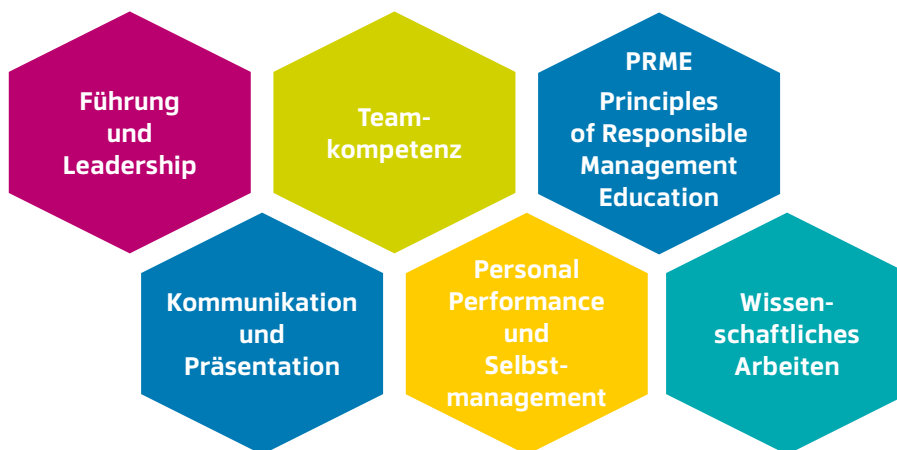 Führung
und
Leadership
Team-
kompetenz
PRME
Principles
of Responsible
Management
Education
Kommunikation
und
Präsentation
Personal
Performance
und
Selbst-
management
Wissen-
schaftliches
Arbeiten